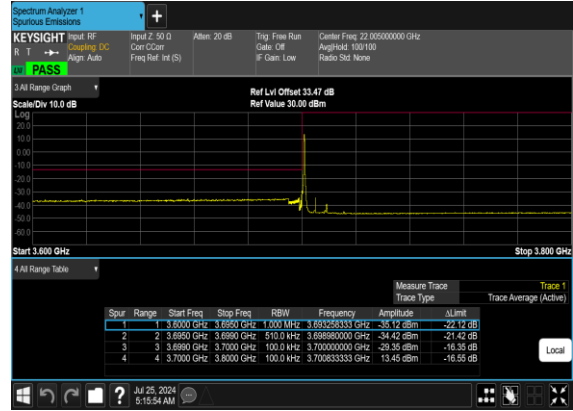 Spectrum Analyzer 1
Spurious Emissions
KEYSIGHT
R T
LM PASS
Input: RF
Coupling: DC
Align: Auto
Input Z: 50 Ω
Corr CCorr
Freq Ref: Int (S)
Atten: 20 dB
Trig: Free Run
Gate: Off
IF Gain: Low
Center Freq: 22.005000000 GHz
Avg|Hold: 100/100
Radio Std: None
3 All Range Graph
Scale/Div 10.0 dB
Ref Lvl Offset 33.47 dB
Ref Value 30.00 dBm
Log
20.0
10.0
0.00
-10.0
-20.0
-30.0
-40.0
-50.0
-60.0
Start 3.600 GHz
Stop 3.800 GHz
4 All Range Table
Measure Trace Trace 1
Trace Type Trace Average (Active)
Spur Range Start Freq Stop Freq RBW Frequency Amplitude ΔLimit
1 1 3.6000 GHz 3.6950 GHz 1.000 MHz 3.693258333 GHz -35.12 dBm -22.12 dB
2 2 3.6950 GHz 3.6990 GHz 510.0 kHz 3.698980000 GHz -34.42 dBm -21.42 dB
3 3 3.6990 GHz 3.7000 GHz 100.0 kHz 3.700000000 GHz -29.35 dBm -16.35 dB
4 4 3.7000 GHz 3.8000 GHz 100.0 kHz 3.700833333 GHz 13.45 dBm -16.55 dB
Local
?
Jul 25, 2024
5:15:54 AM